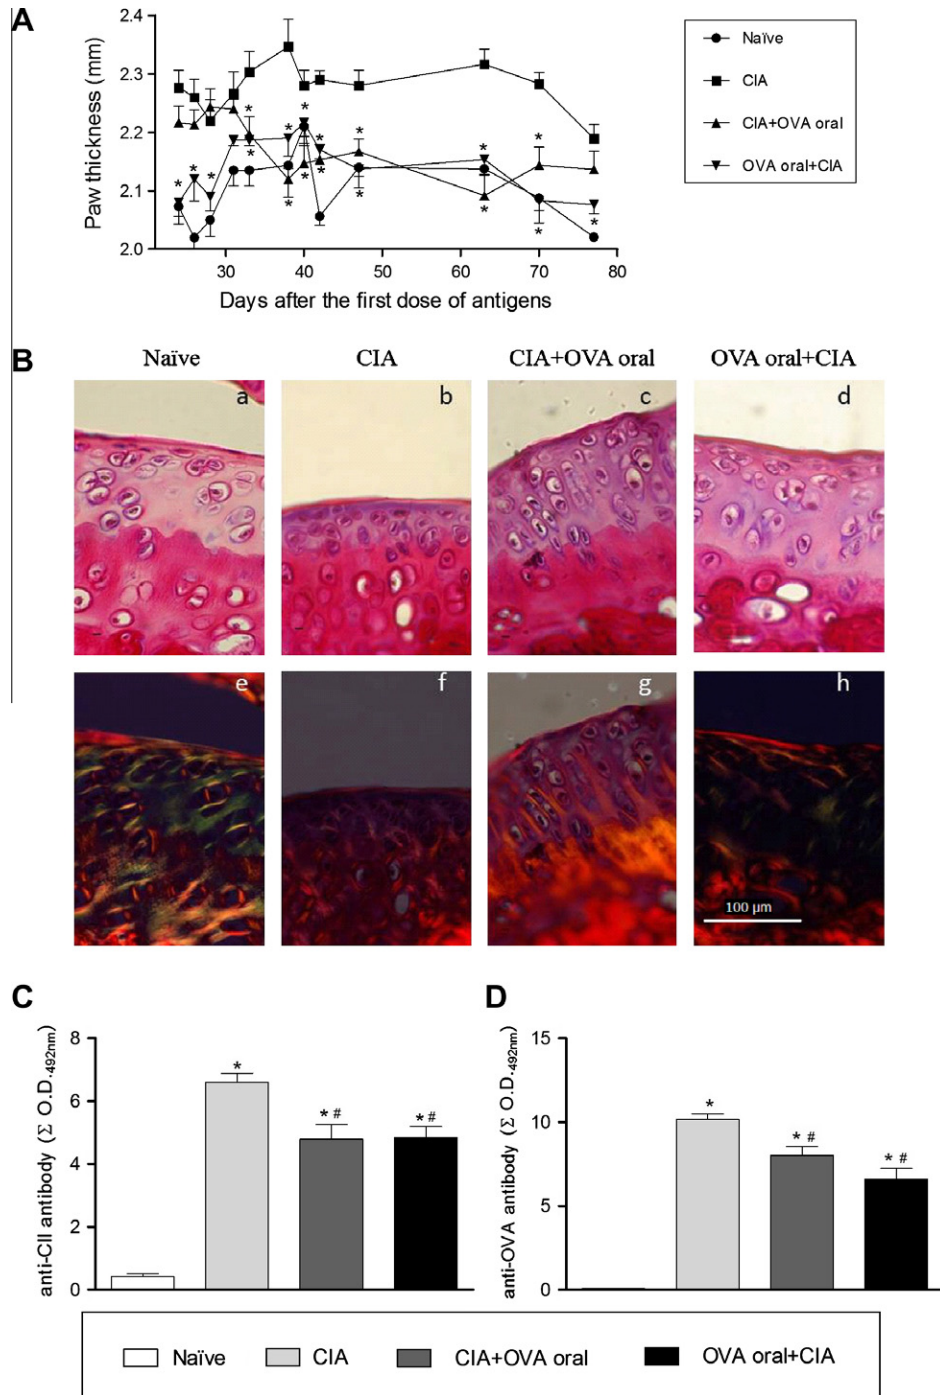 A
Paw thickness (mm)
2.4
2.3
2.2
2.1
2.0
* * * * * * * * * * * * * * * * * *
30 40 50 60 70 80
Days after the first dose of antigens
Naïve
CIA
CIA+OVA oral
OVA oral+CIA
B
Naïve CIA CIA+OVA oral OVA oral+CIA
a b c d
e f g h
100 µm
C
anti-CII antibody (Σ O.D.492nm)
8
6
4
2
0
*
* #
* #
D
anti-OVA antibody (Σ O.D.492nm)
15
10
5
0
*
* #
* #
Naïve CIA CIA+OVA oral OVA oral+CIA